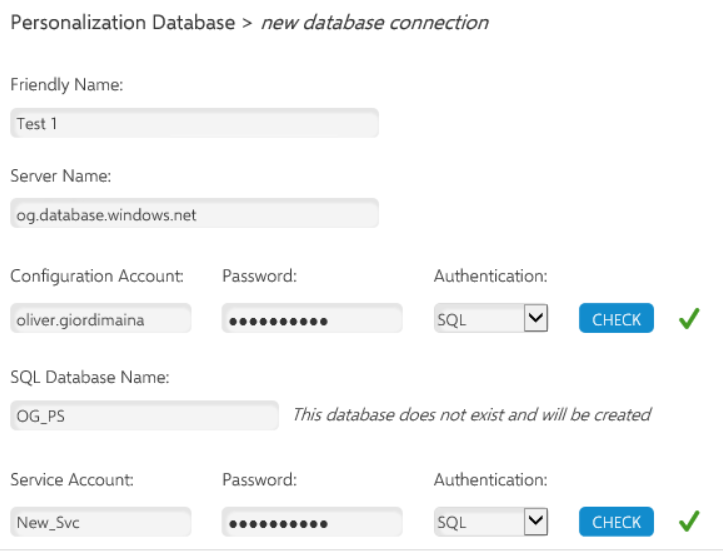 Personalization Database > new database connection
Friendly Name:
Test 1
Server Name:
og.database.windows.net
Configuration Account: Password: Authentication:
oliver.giordimaina ●●●●●●●●●● SQL CHECK
SQL Database Name:
OG_PS This database does not exist and will be created
Service Account: Password: Authentication:
New_Svc ●●●●●●●●●● SQL CHECK